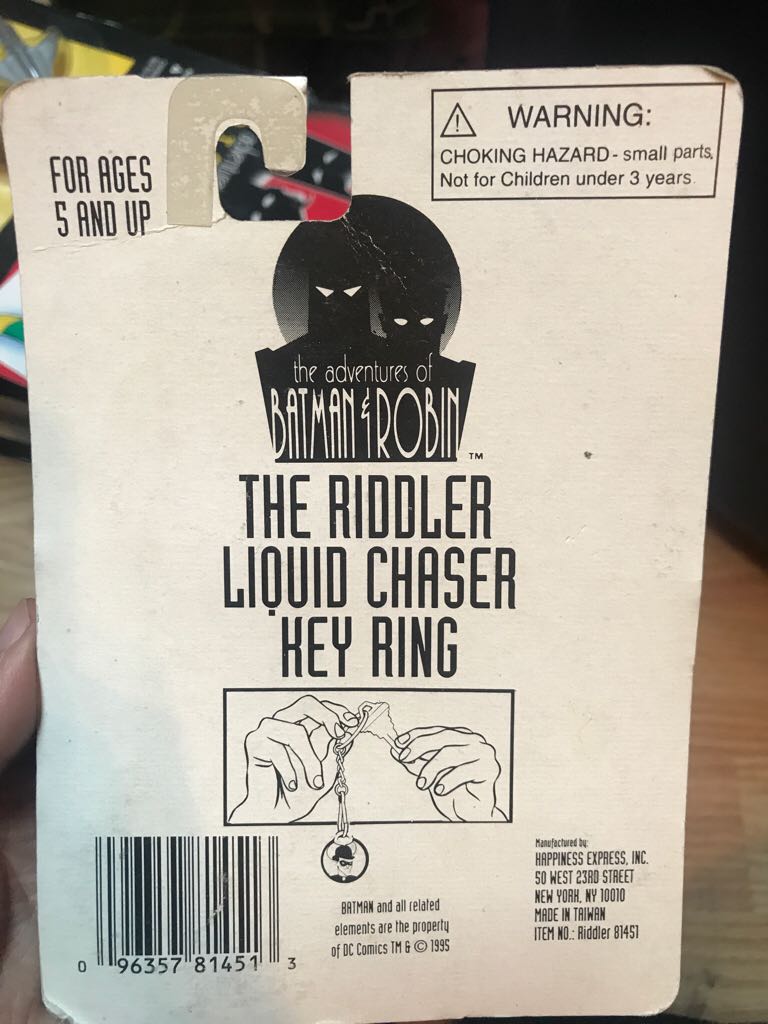 FOR AGES
5 AND UP
WARNING:
CHOKING HAZARD - small parts.
Not for Children under 3 years.
the adventures of
BATMAN & ROBIN TM
THE RIDDLER
LIQUID CHASER
KEY RING
0 96357 81451 3
BATMAN and all related
elements are the property
of DC Comics TM & © 1995
Manufactured by:
HAPPINESS EXPRESS, INC.
50 WEST 23RD STREET
NEW YORK, NY 10010
MADE IN TAIWAN
ITEM NO.: Riddler 81451